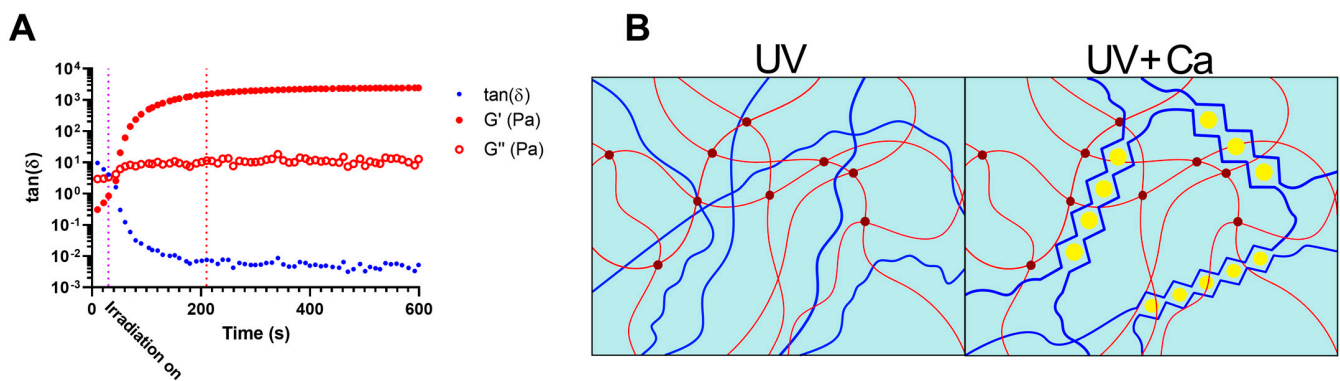 A
B
UV
UV+Ca
tan(δ)
10⁴
10³
10²
10¹
10⁰
10⁻¹
10⁻²
10⁻³
0
200
400
600
Time (s)
Irradiation on
tan(δ)
G' (Pa)
G'' (Pa)